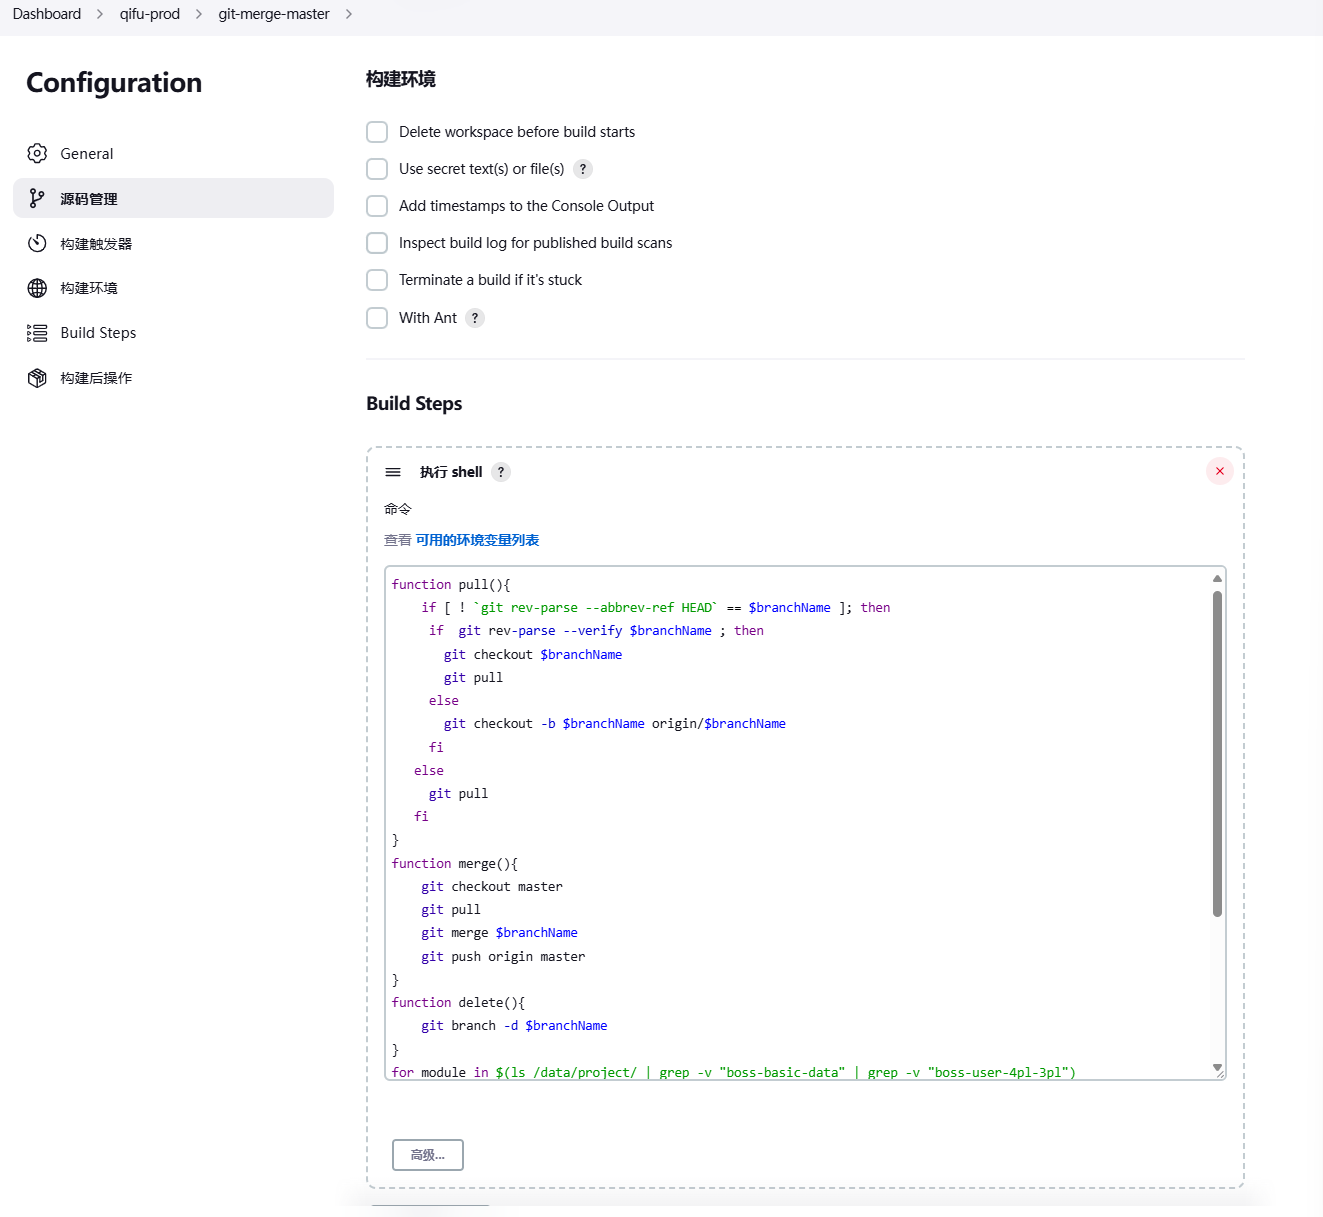 Dashboard > qifu-prod > git-merge-master >
Configuration
General
源码管理
构建触发器
构建环境
Build Steps
构建后操作
构建环境
Delete workspace before build starts
Use secret text(s) or file(s) ?
Add timestamps to the Console Output
Inspect build log for published build scans
Terminate a build if it's stuck
With Ant ?
Build Steps
执行 shell ?
命令
查看 可用的环境变量列表
function pull(){
    if [ ! `git rev-parse --abbrev-ref HEAD` == $branchName ]; then
     if  git rev-parse --verify $branchName ; then
       git checkout $branchName
       git pull
     else
       git checkout -b $branchName origin/$branchName
     fi
   else
     git pull
   fi
}
function merge(){
    git checkout master
    git pull
    git merge $branchName
    git push origin master
}
function delete(){
    git branch -d $branchName
}
for module in $(ls /data/project/ | grep -v "boss-basic-data" | grep -v "boss-user-4pl-3pl")
高级...